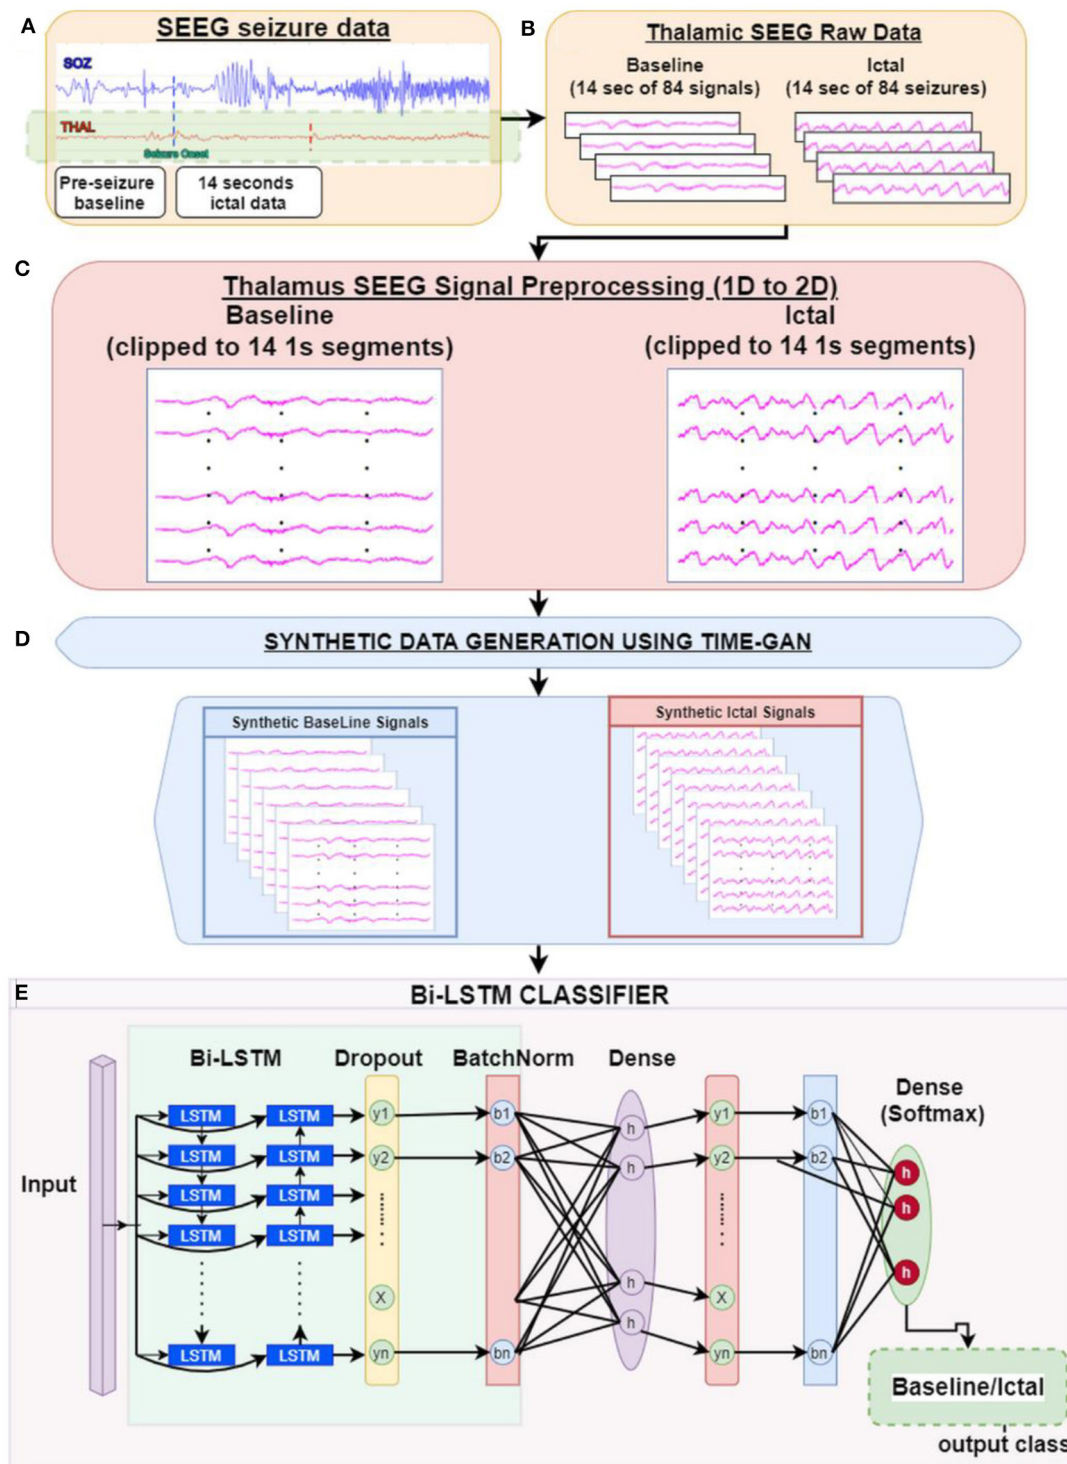 A
SEEG seizure data
SOZ
THAL
Seizure Onset
Pre-seizure
baseline
14 seconds
ictal data
B
Thalamic SEEG Raw Data
Baseline
(14 sec of 84 signals)
Ictal
(14 sec of 84 seizures)
C
Thalamus SEEG Signal Preprocessing (1D to 2D)
Baseline
(clipped to 14 1s segments)
Ictal
(clipped to 14 1s segments)
D
SYNTHETIC DATA GENERATION USING TIME-GAN
Synthetic BaseLine Signals
Synthetic Ictal Signals
E
Bi-LSTM CLASSIFIER
Bi-LSTM
Dropout
BatchNorm
Dense
Dense
(Softmax)
Input
LSTM LSTM y1 b1 h y1 b1
LSTM LSTM y2 b2 h y2 b2 h
LSTM LSTM h
LSTM LSTM
X h X h
LSTM LSTM yn bn h yn bn
Baseline/Ictal
output class